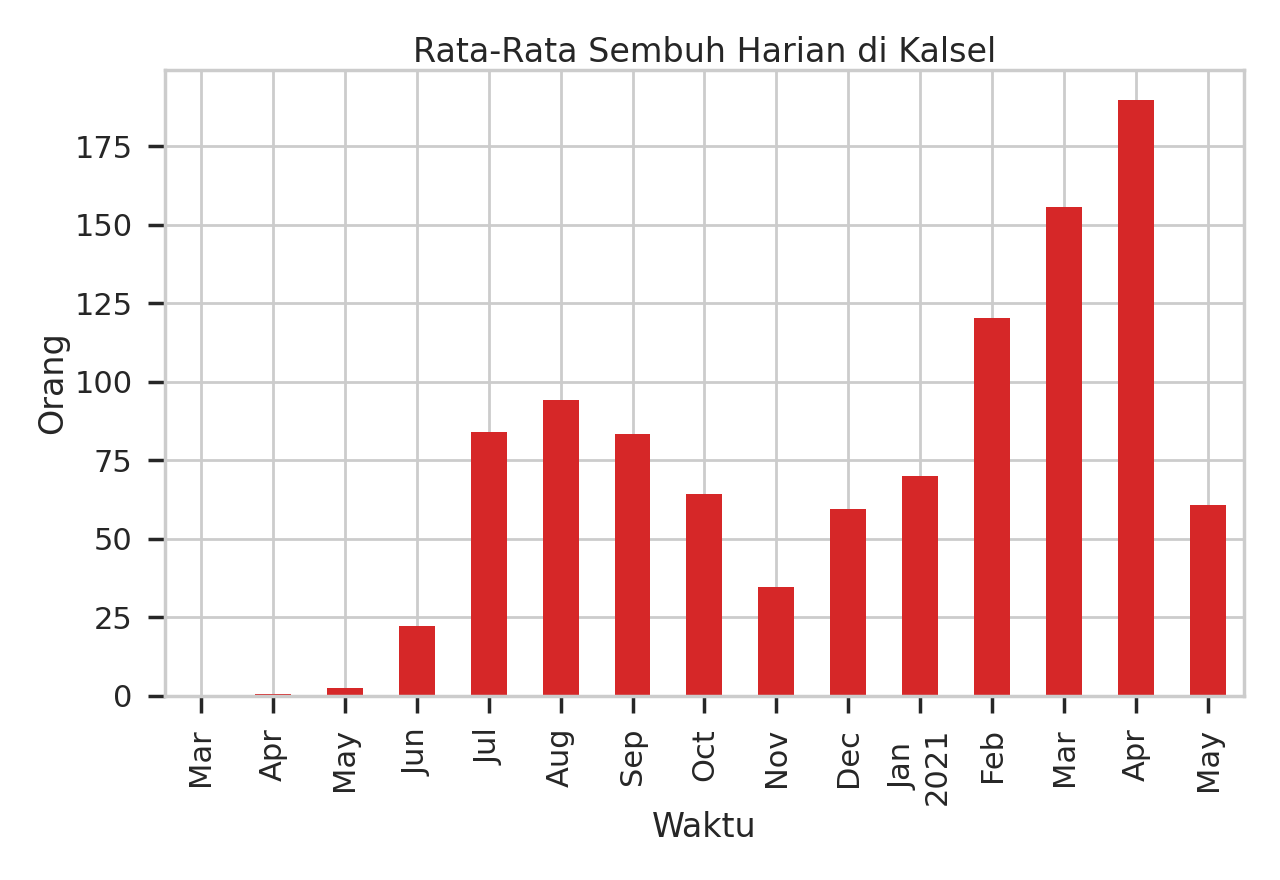 Rata-Rata Sembuh Harian di Kalsel
Orang
175
150
125
100
75
50
25
0
Mar
Apr
May
Jun
Jul
Aug
Sep
Oct
Nov
Dec
Jan
2021
Feb
Mar
Apr
May
Waktu